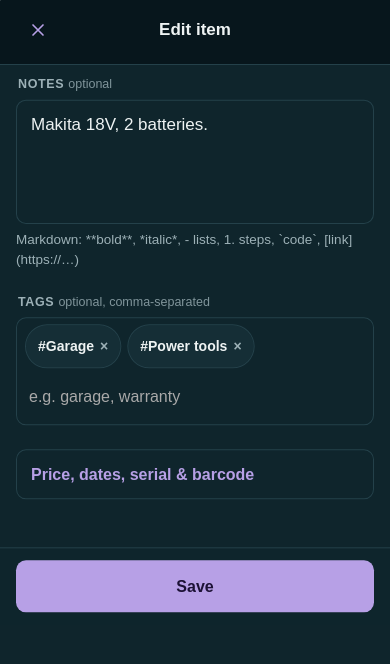 Edit item
NOTES optional
Makita 18V, 2 batteries.
Markdown: **bold**, *italic*, - lists, 1. steps, `code`, [link]
(https://…)
TAGS optional, comma-separated
#Garage × #Power tools ×
e.g. garage, warranty
Price, dates, serial & barcode
Save